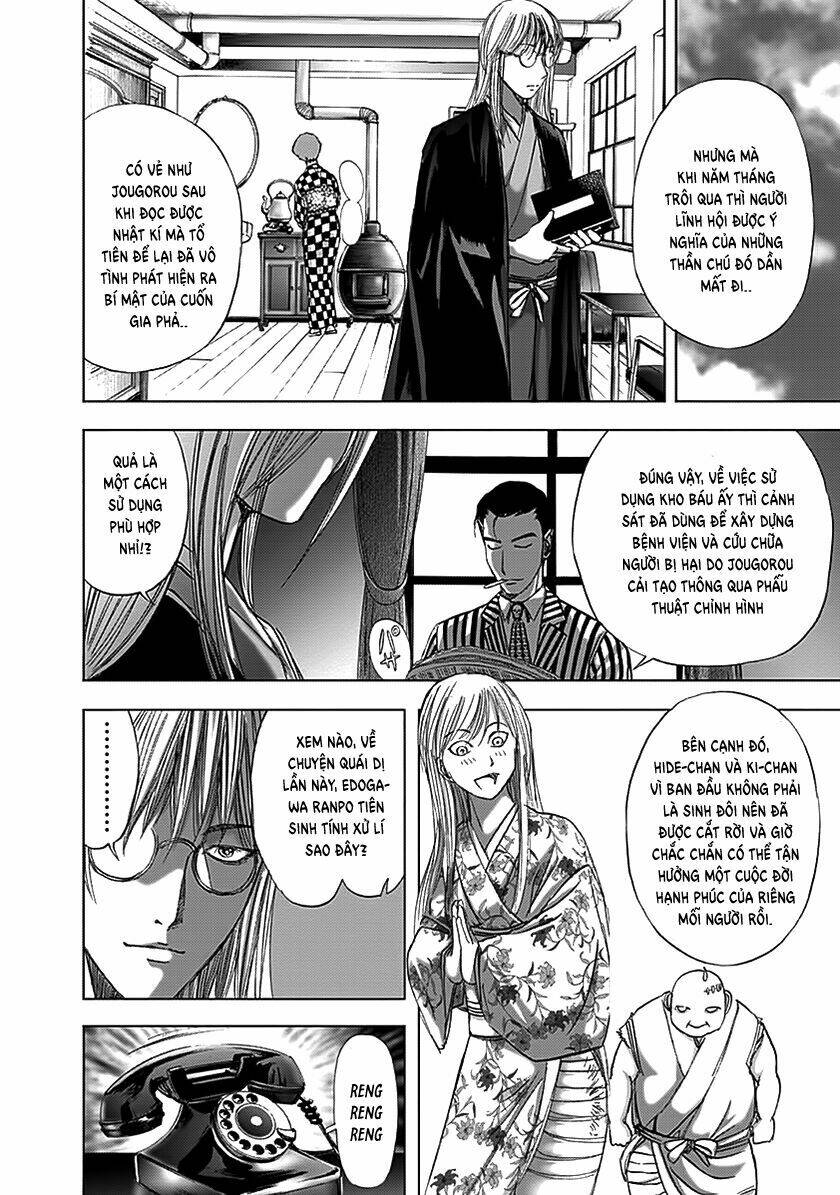 NHƯNG MÀ
KHI NĂM THÁNG
TRÔI QUA THÌ NGƯỜI
LĨNH HỘI ĐƯỢC Ý
NGHĨA CỦA NHỮNG
THẦN CHÚ ĐÓ DẦN
MẤT ĐI..
CÓ VẺ NHƯ
JOUGOROU SAU
KHI ĐỌC ĐƯỢC
NHẬT KÍ MÀ TỔ
TIÊN ĐỂ LẠI ĐÃ VÔ
TÌNH PHÁT HIỆN RA
BÍ MẬT CỦA CUỐN
GIA PHẢ..
ĐÚNG VẬY, VỀ VIỆC SỬ
DỤNG KHO BÁU ẤY THÌ CẢNH
SÁT ĐÃ DÙNG ĐỂ XÂY DỰNG
BỆNH VIỆN VÀ CỨU CHỮA
NGƯỜI BỊ HẠI DO JOUGOROU
CẢI TẠO THÔNG QUA PHẪU
THUẬT CHỈNH HÌNH
QUẢ LÀ
MỘT CÁCH
SỬ DỤNG
PHÙ HỢP
NHỈ!?
BÊN CẠNH ĐÓ,
HIDE-CHAN VÀ KI-CHAN
VÌ BAN ĐẦU KHÔNG PHẢI
LÀ SINH ĐÔI NÊN ĐÃ
ĐƯỢC CẮT RỜI VÀ GIỜ
CHẮC CHẮN CÓ THỂ TẬN
HƯỞNG MỘT CUỘC ĐỜI
HẠNH PHÚC CỦA RIÊNG
MỖI NGƯỜI RỒI.
XEM NÀO, VỀ
CHUYỆN QUÁI DỊ
LẦN NÀY, EDOGA-
WA RANPO TIÊN
SINH TÍNH XỬ LÍ
SAO ĐÂY?
.........
RENG
RENG
RENG